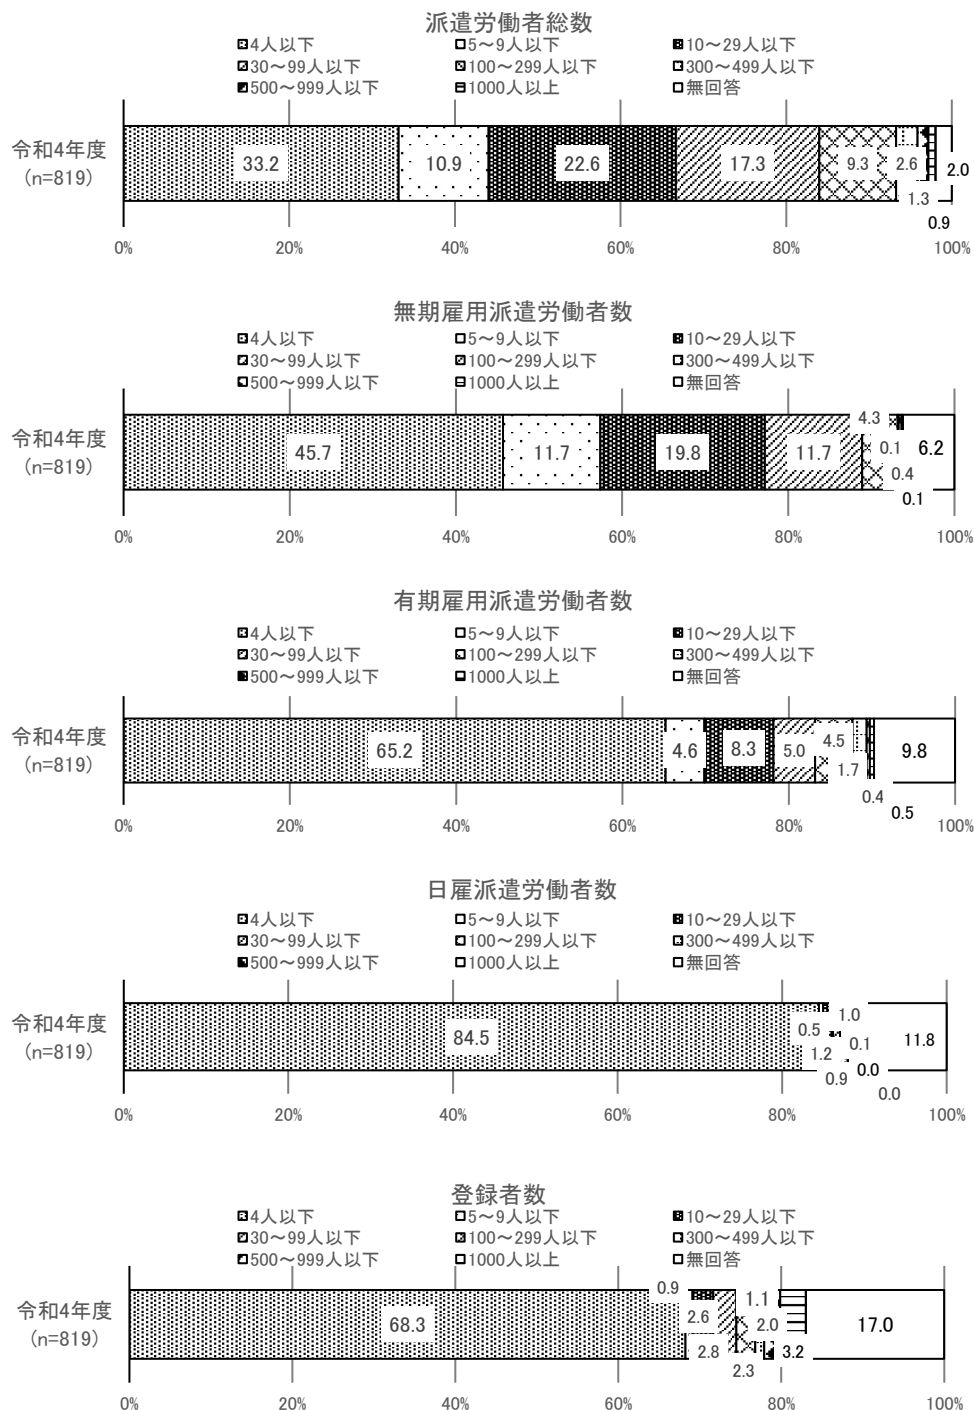 派遣労働者総数
4人以下 5～9人以下 10～29人以下
30～99人以下 100～299人以下 300～499人以下
500～999人以下 1000人以上 無回答
令和4年度
(n=819)
33.2 10.9 22.6 17.3 9.3 2.6 2.0
1.3
0.9
0% 20% 40% 60% 80% 100%
無期雇用派遣労働者数
4人以下 5～9人以下 10～29人以下
30～99人以下 100～299人以下 300～499人以下
500～999人以下 1000人以上 無回答
令和4年度
(n=819)
4.3
45.7 11.7 19.8 11.7 0.1 6.2
0.4
0.1
0% 20% 40% 60% 80% 100%
有期雇用派遣労働者数
4人以下 5～9人以下 10～29人以下
30～99人以下 100～299人以下 300～499人以下
500～999人以下 1000人以上 無回答
令和4年度
(n=819)
65.2 4.6 8.3 5.0 4.5 9.8
1.7
0.4
0.5
0% 20% 40% 60% 80% 100%
日雇派遣労働者数
4人以下 5～9人以下 10～29人以下
30～99人以下 100～299人以下 300～499人以下
500～999人以下 1000人以上 無回答
令和4年度
(n=819)
1.0
0.5
84.5 0.1 11.8
1.2
0.9 0.0
0.0
0% 20% 40% 60% 80% 100%
登録者数
4人以下 5～9人以下 10～29人以下
30～99人以下 100～299人以下 300～499人以下
500～999人以下 1000人以上 無回答
令和4年度
(n=819)
0.9 1.1
2.6
68.3 2.0 17.0
2.8 3.2
2.3
0% 20% 40% 60% 80% 100%